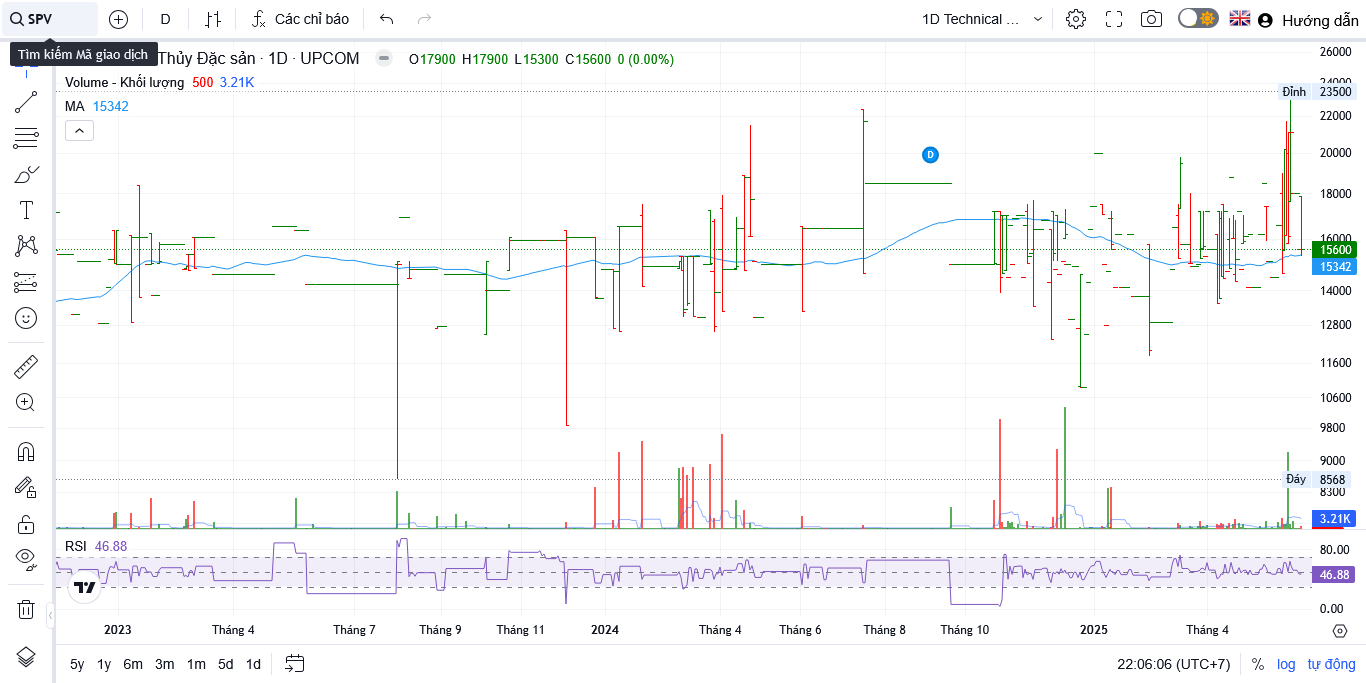 SPV D Các chỉ báo 1D Technical ... Hướng dẫn
Tìm kiếm Mã giao dịch
Thủy Đặc sản · 1D · UPCOM O17900 H17900 L15300 C15600 0 (0.00%)
Volume - Khối lượng 500 3.21K
MA 15342
D
26000
24000
Đỉnh 23500
22000
20000
18000
16000
15600
15342
14000
12800
11600
10600
9800
9000
Đáy 8568
8300
3.21K
RSI 46.88
80.00
46.88
0.00
2023 Tháng 4 Tháng 7 Tháng 9 Tháng 11 2024 Tháng 4 Tháng 6 Tháng 8 Tháng 10 2025 Tháng 4
5y 1y 6m 3m 1m 5d 1d 22:06:06 (UTC+7) % log tự động